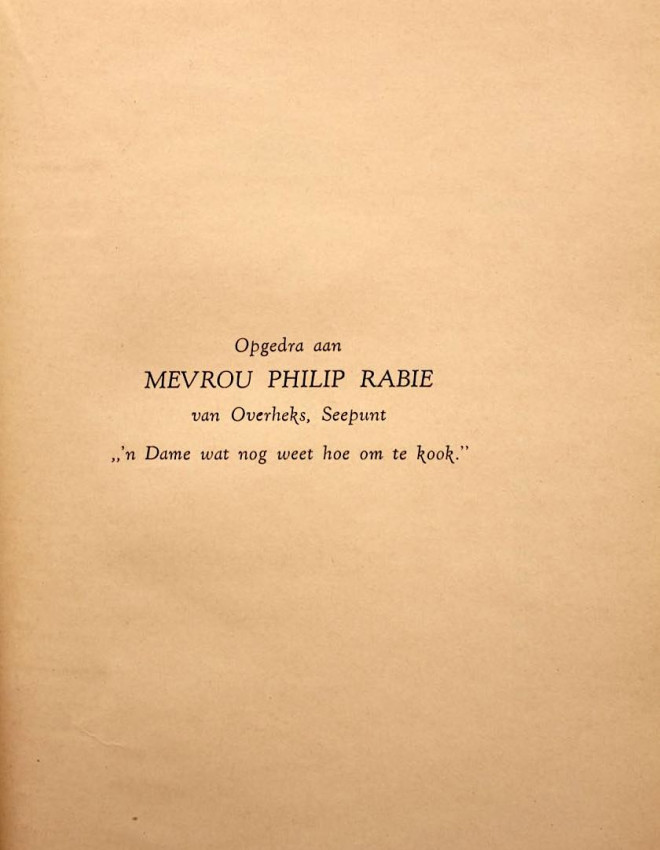 Opgedra aan
MEVROU PHILIP RABIE
van Overheks, Seepunt
„'n Dame wat nog weet hoe om te kook.”